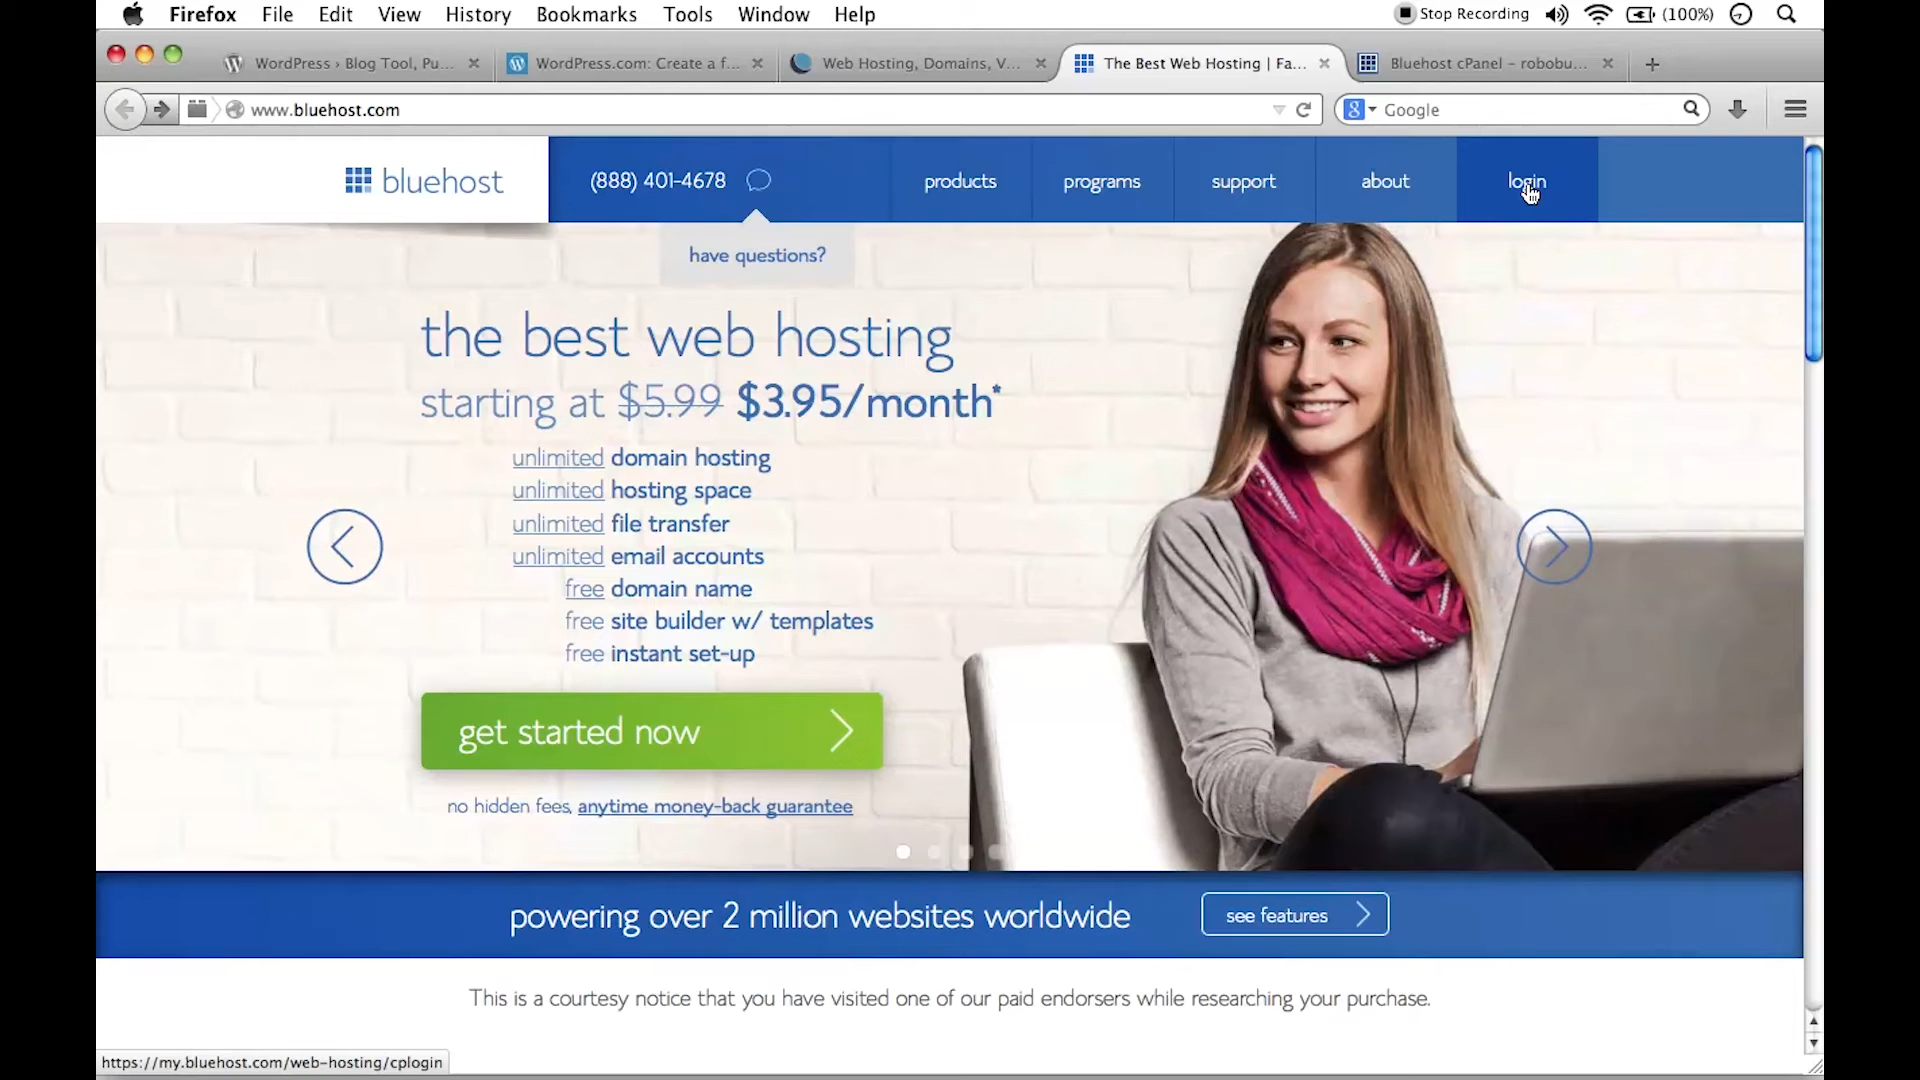 Firefox File Edit View History Bookmarks Tools Window Help Stop Recording (100%)
WordPress › Blog Tool, Pu... WordPress.com: Create a f... Web Hosting, Domains, V... The Best Web Hosting | Fa... Bluehost cPanel – robobu...
www.bluehost.com Google
bluehost (888) 401-4678 products programs support about login
have questions?
the best web hosting
starting at $5.99 $3.95/month*
unlimited domain hosting
unlimited hosting space
unlimited file transfer
unlimited email accounts
free domain name
free site builder w/ templates
free instant set-up
get started now
no hidden fees, anytime money-back guarantee
powering over 2 million websites worldwide see features
This is a courtesy notice that you have visited one of our paid endorsers while researching your purchase.
https://my.bluehost.com/web-hosting/cplogin